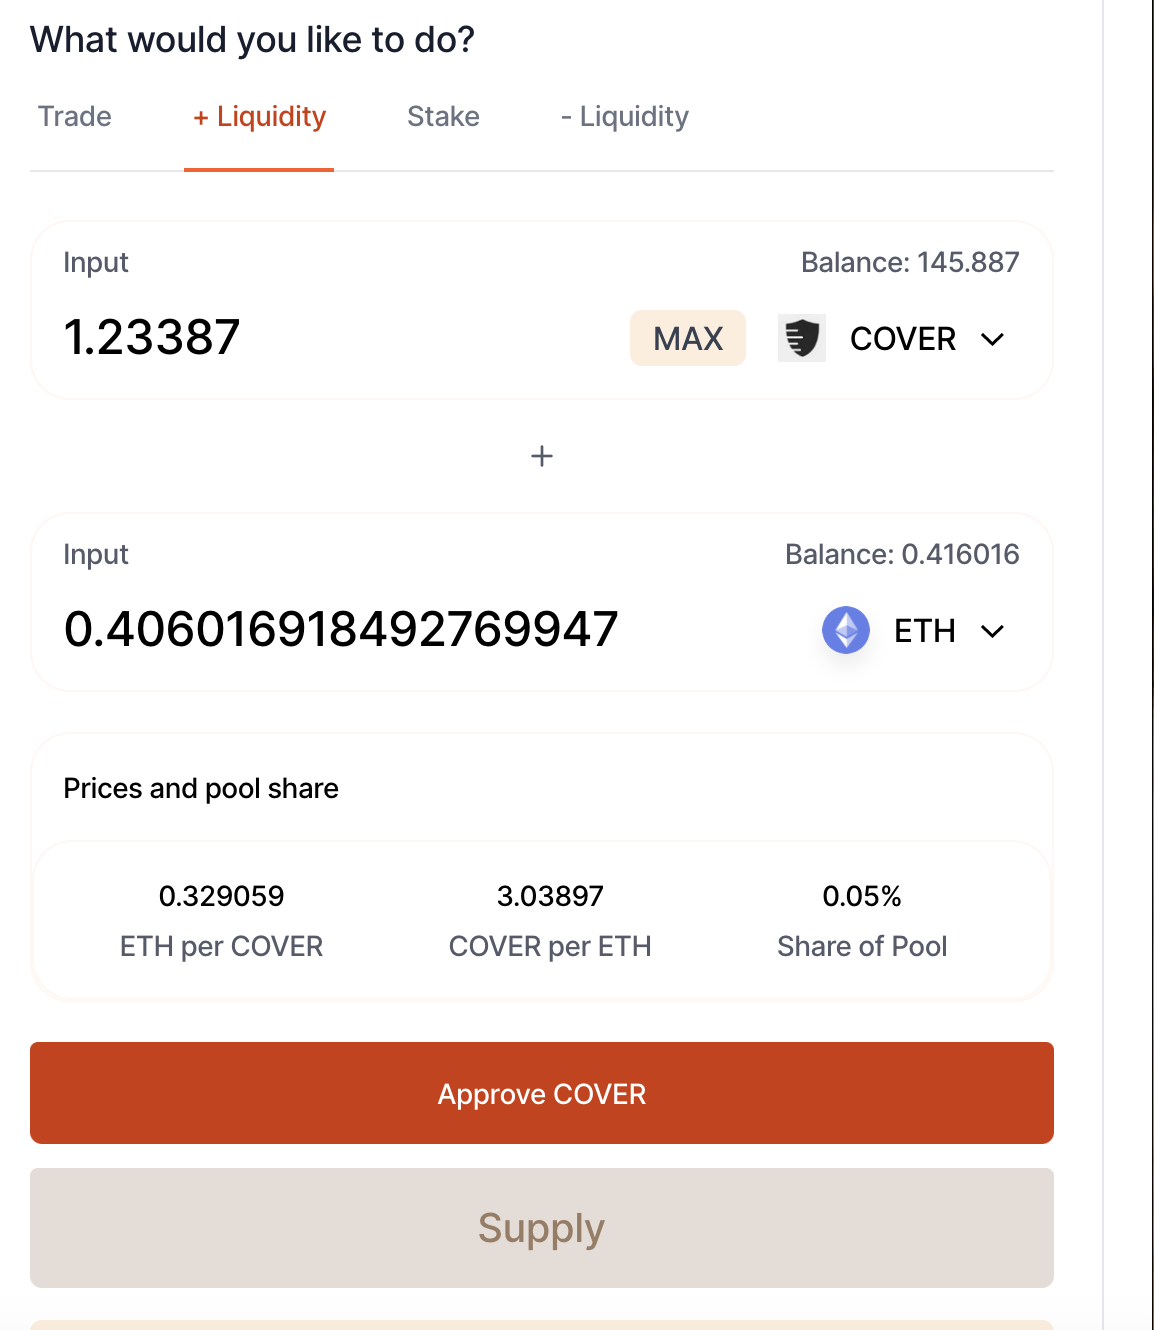 What would you like to do?
Trade + Liquidity Stake - Liquidity
Input Balance: 145.887
1.23387 MAX COVER
+
Input Balance: 0.416016
0.406016918492769947 ETH
Prices and pool share
0.329059 3.03897 0.05%
ETH per COVER COVER per ETH Share of Pool
Approve COVER
Supply